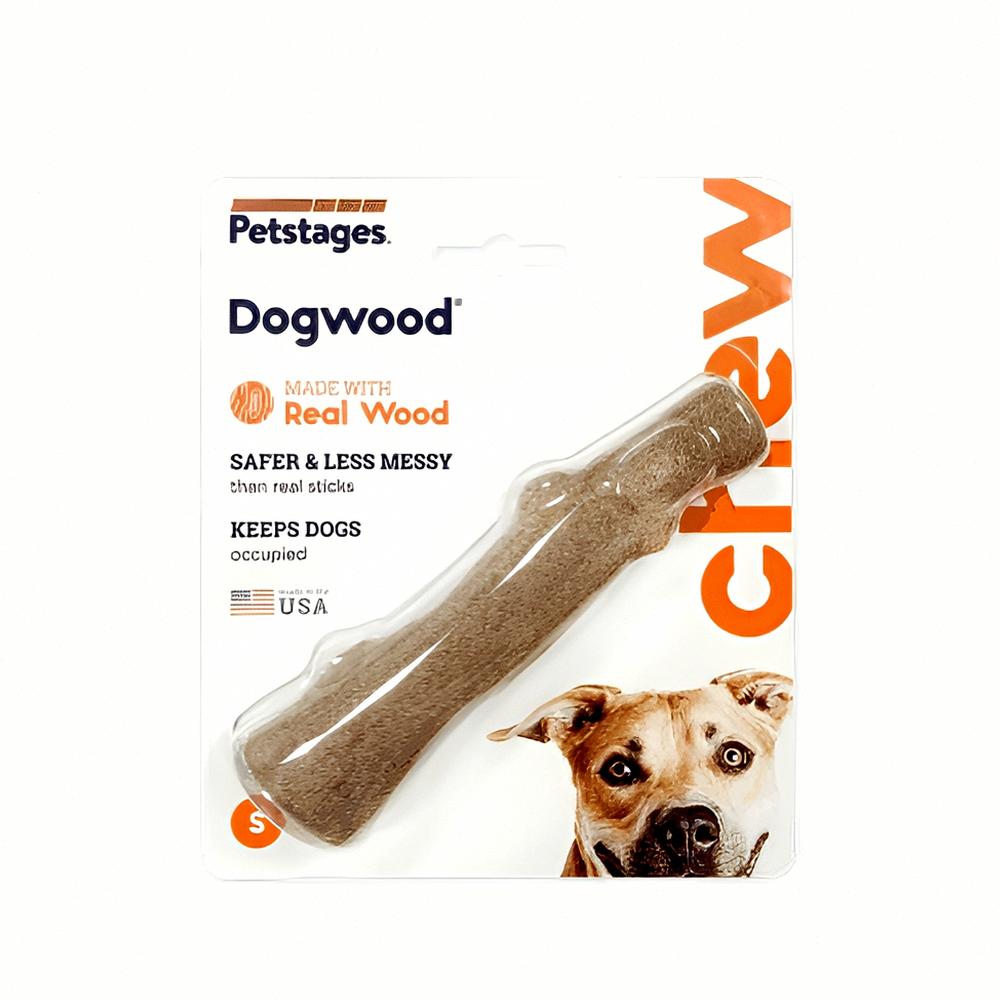 Petstages
Dogwood
MADE WITH
Real Wood
SAFER & LESS MESSY
than real sticks
KEEPS DOGS
occupied
USA
S
chew